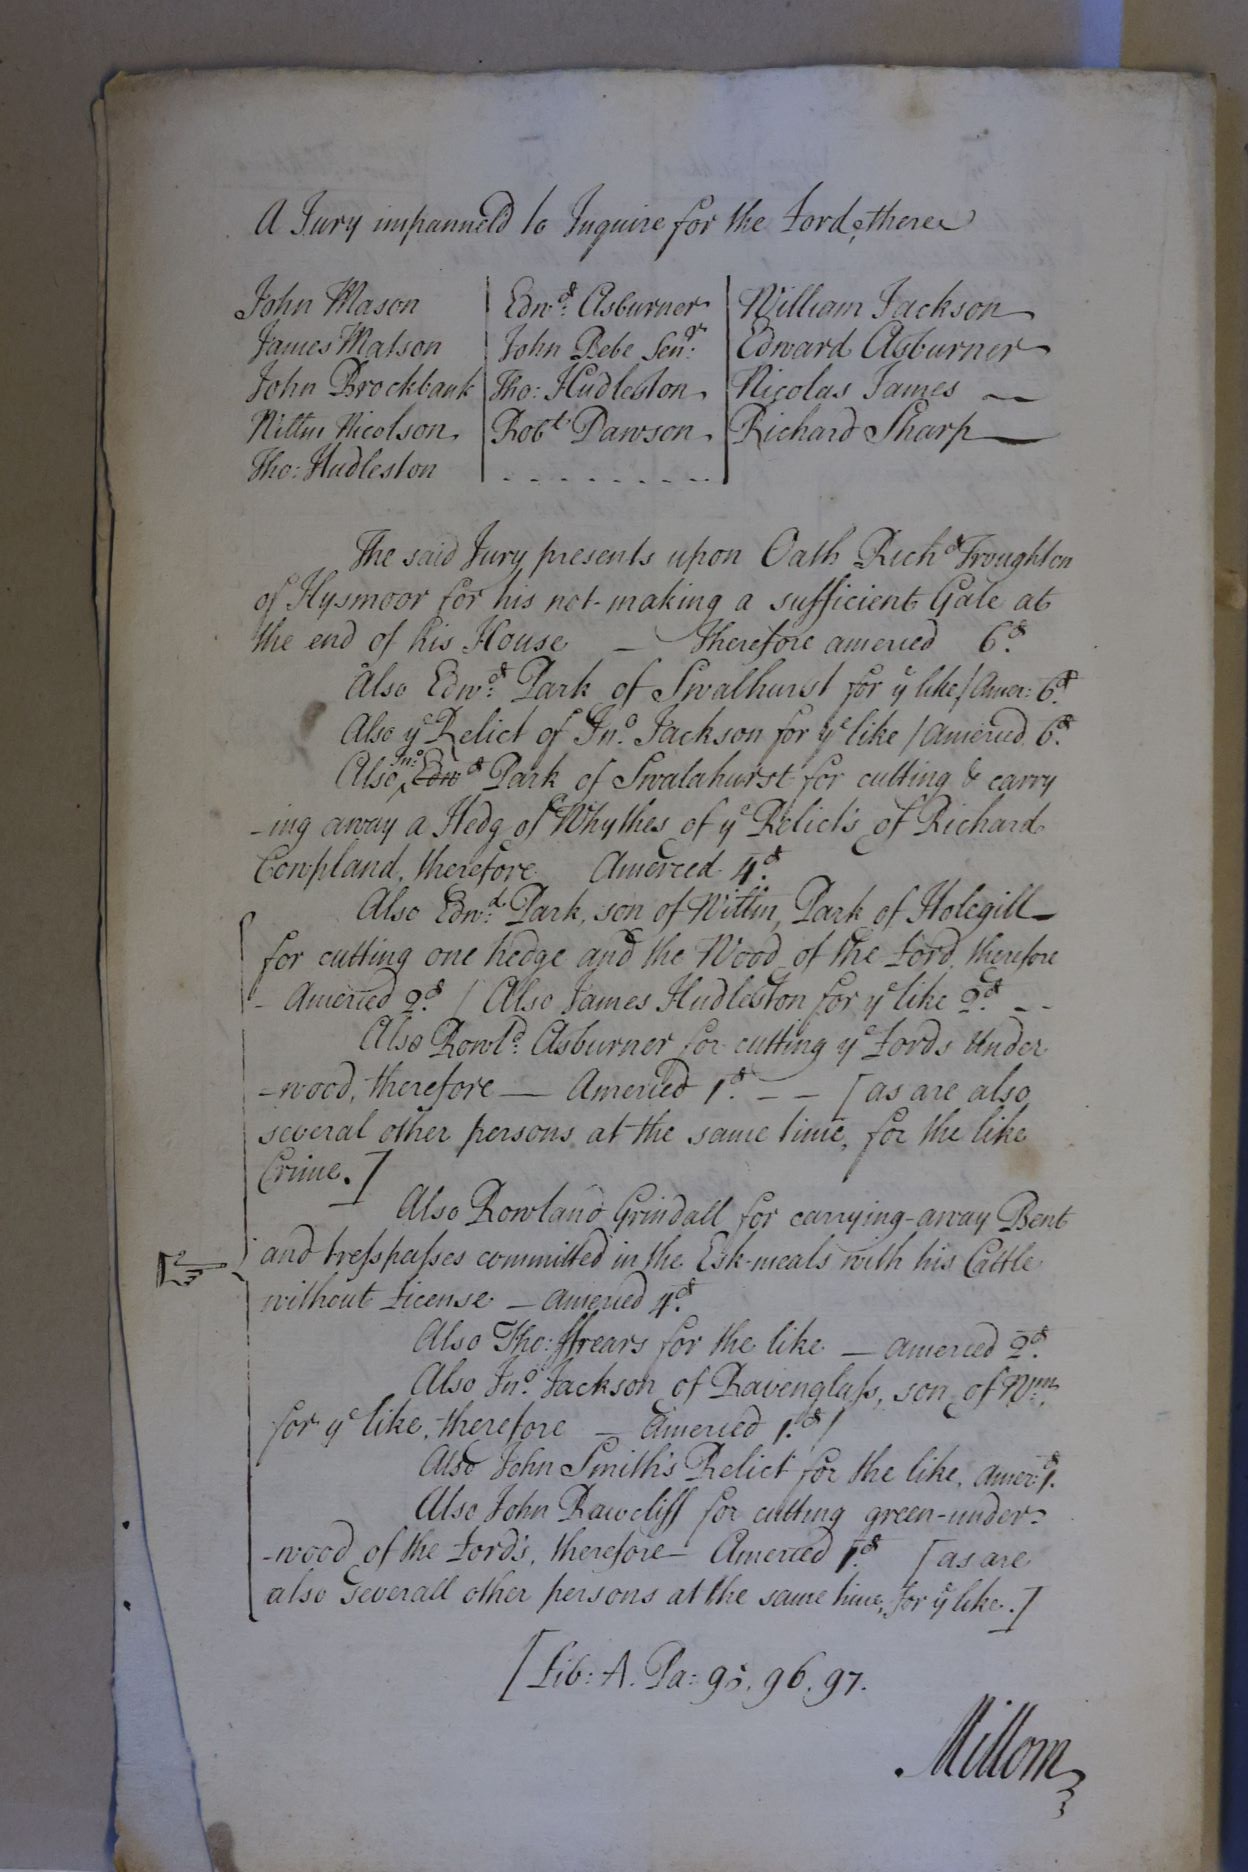 A Jury impanneld to Inquire for the Lord, there
John Mason | Edwd: Asburner | William Jackson
James Matson | John Bebe Senr: | Edward Asburner
John Brockbank | Tho: Hudleston | Nicolas James —
Willm Nicolson | Robt Dawson | Richard Sharp —
Tho: Hudleston | - - - - - - - - -
The said Jury presents upon Oath Richd Troughton
of Hysmoor for his not-making a sufficient Gate at
the end of his House — therefore amerced 6d.
Also Edwd: Park of Swalhurst for ye like / Amer: 6d.
Also ye Relict of Jno. Jackson for ye like / Amerced 6d.
Also Jno: Edwd Park of Swatahurst for cutting & carry
-ing away a Hedg of Whythes of ye Relicts of Richard
Coupland, therefore Amerced 4d.
Also Edwd: Park, son of Willm, Park of Holegill —
for cutting one hedge and the Wood of the Lord, therefore
- Amerced 2d. / Also James Hudleston for ye like 2d. - -
Also Rowld: Asburner for cutting ye Lords Under
-wood, therefore — Amerced 1d. - - [as are also
several other persons, at the same time, for the like
Crime.]
Also Rowland Grindall for carrying-away Bent
and tresspasses committed in the Esk-meals with his Cattle
without License — amerced 4d.
Also Tho: ffrears for the like — amerced 2d.
Also Jno. Jackson of Ravenglass, son of Wm:
for ye like, therefore — Amerced 1.d /
Also John Smith's Relict for the like, amer: 1d.
Also John Rawcliff for cutting green-under-
-wood of the Lord's, therefore — Amerced 1d. [as are
also severall other persons at the same time, for ye like.]
[Lib: A. Pa: 95, 96, 97.
Millom